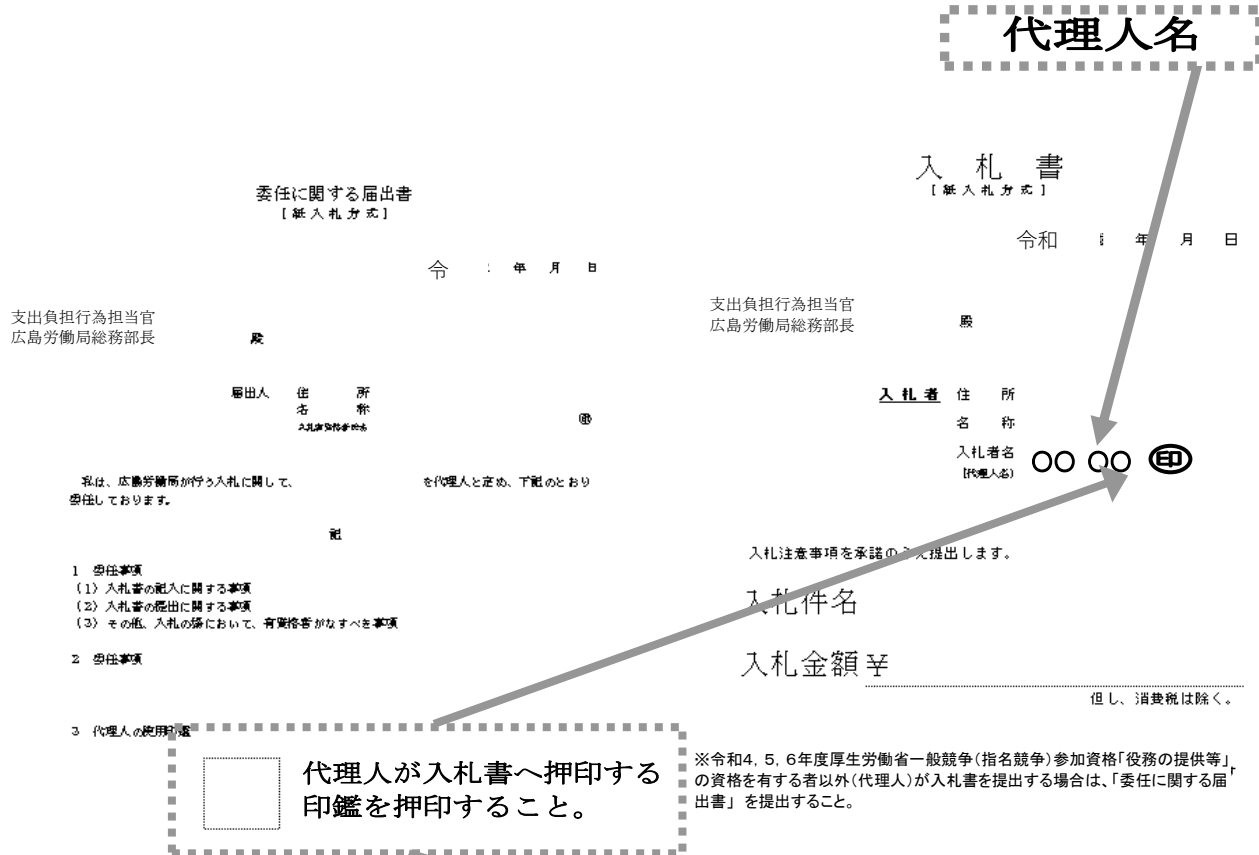 代理人名
委任に関する届出書
[紙入札方式]
令 年 月 日
支出負担行為担当官
広島労働局総務部長 殿
届出人 住 所
名 称
入札有資格者氏名 ㊞
私は、広島労働局が行う入札に関して、 を代理人と定め、下記のとおり
委任しております。
記
1 委任事項
(1) 入札書の記入に関する事項
(2) 入札書の提出に関する事項
(3) その他、入札の際において、有資格者がなすべき事項
2 委任事項
3 代理人の使用印鑑
代理人が入札書へ押印する
印鑑を押印すること。
入 札 書
[紙入札方式]
令和 年 月 日
支出負担行為担当官
広島労働局総務部長 殿
入札者 住 所
名 称
入札者名 ○○ ○○ ㊞
[代理人名]
入札注意事項を承諾のうえ提出します。
入札件名
入札金額 ¥
但し、消費税は除く。
※令和4，5，6年度厚生労働省一般競争(指名競争)参加資格「役務の提供等」
の資格を有する者以外(代理人)が入札書を提出する場合は、「委任に関する届
出書」 を提出すること。